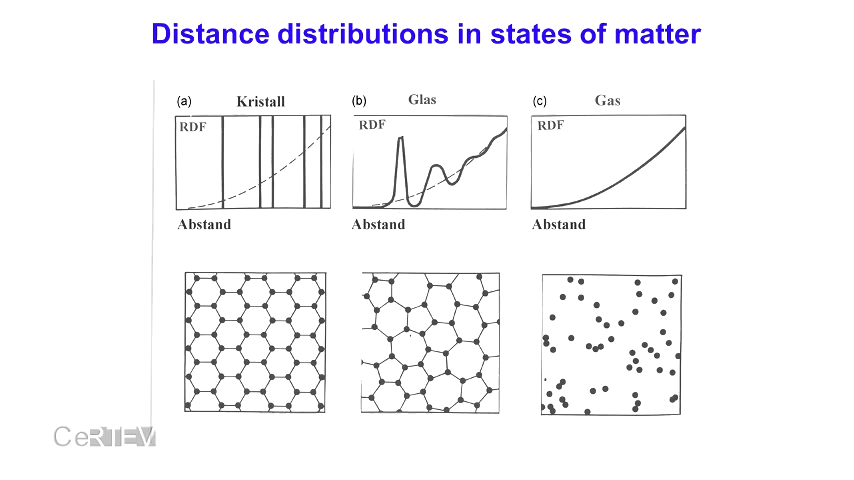 Distance distributions in states of matter
(a) Kristall
(b) Glas
(c) Gas
RDF
RDF
RDF
Abstand
Abstand
Abstand
CeRTEV